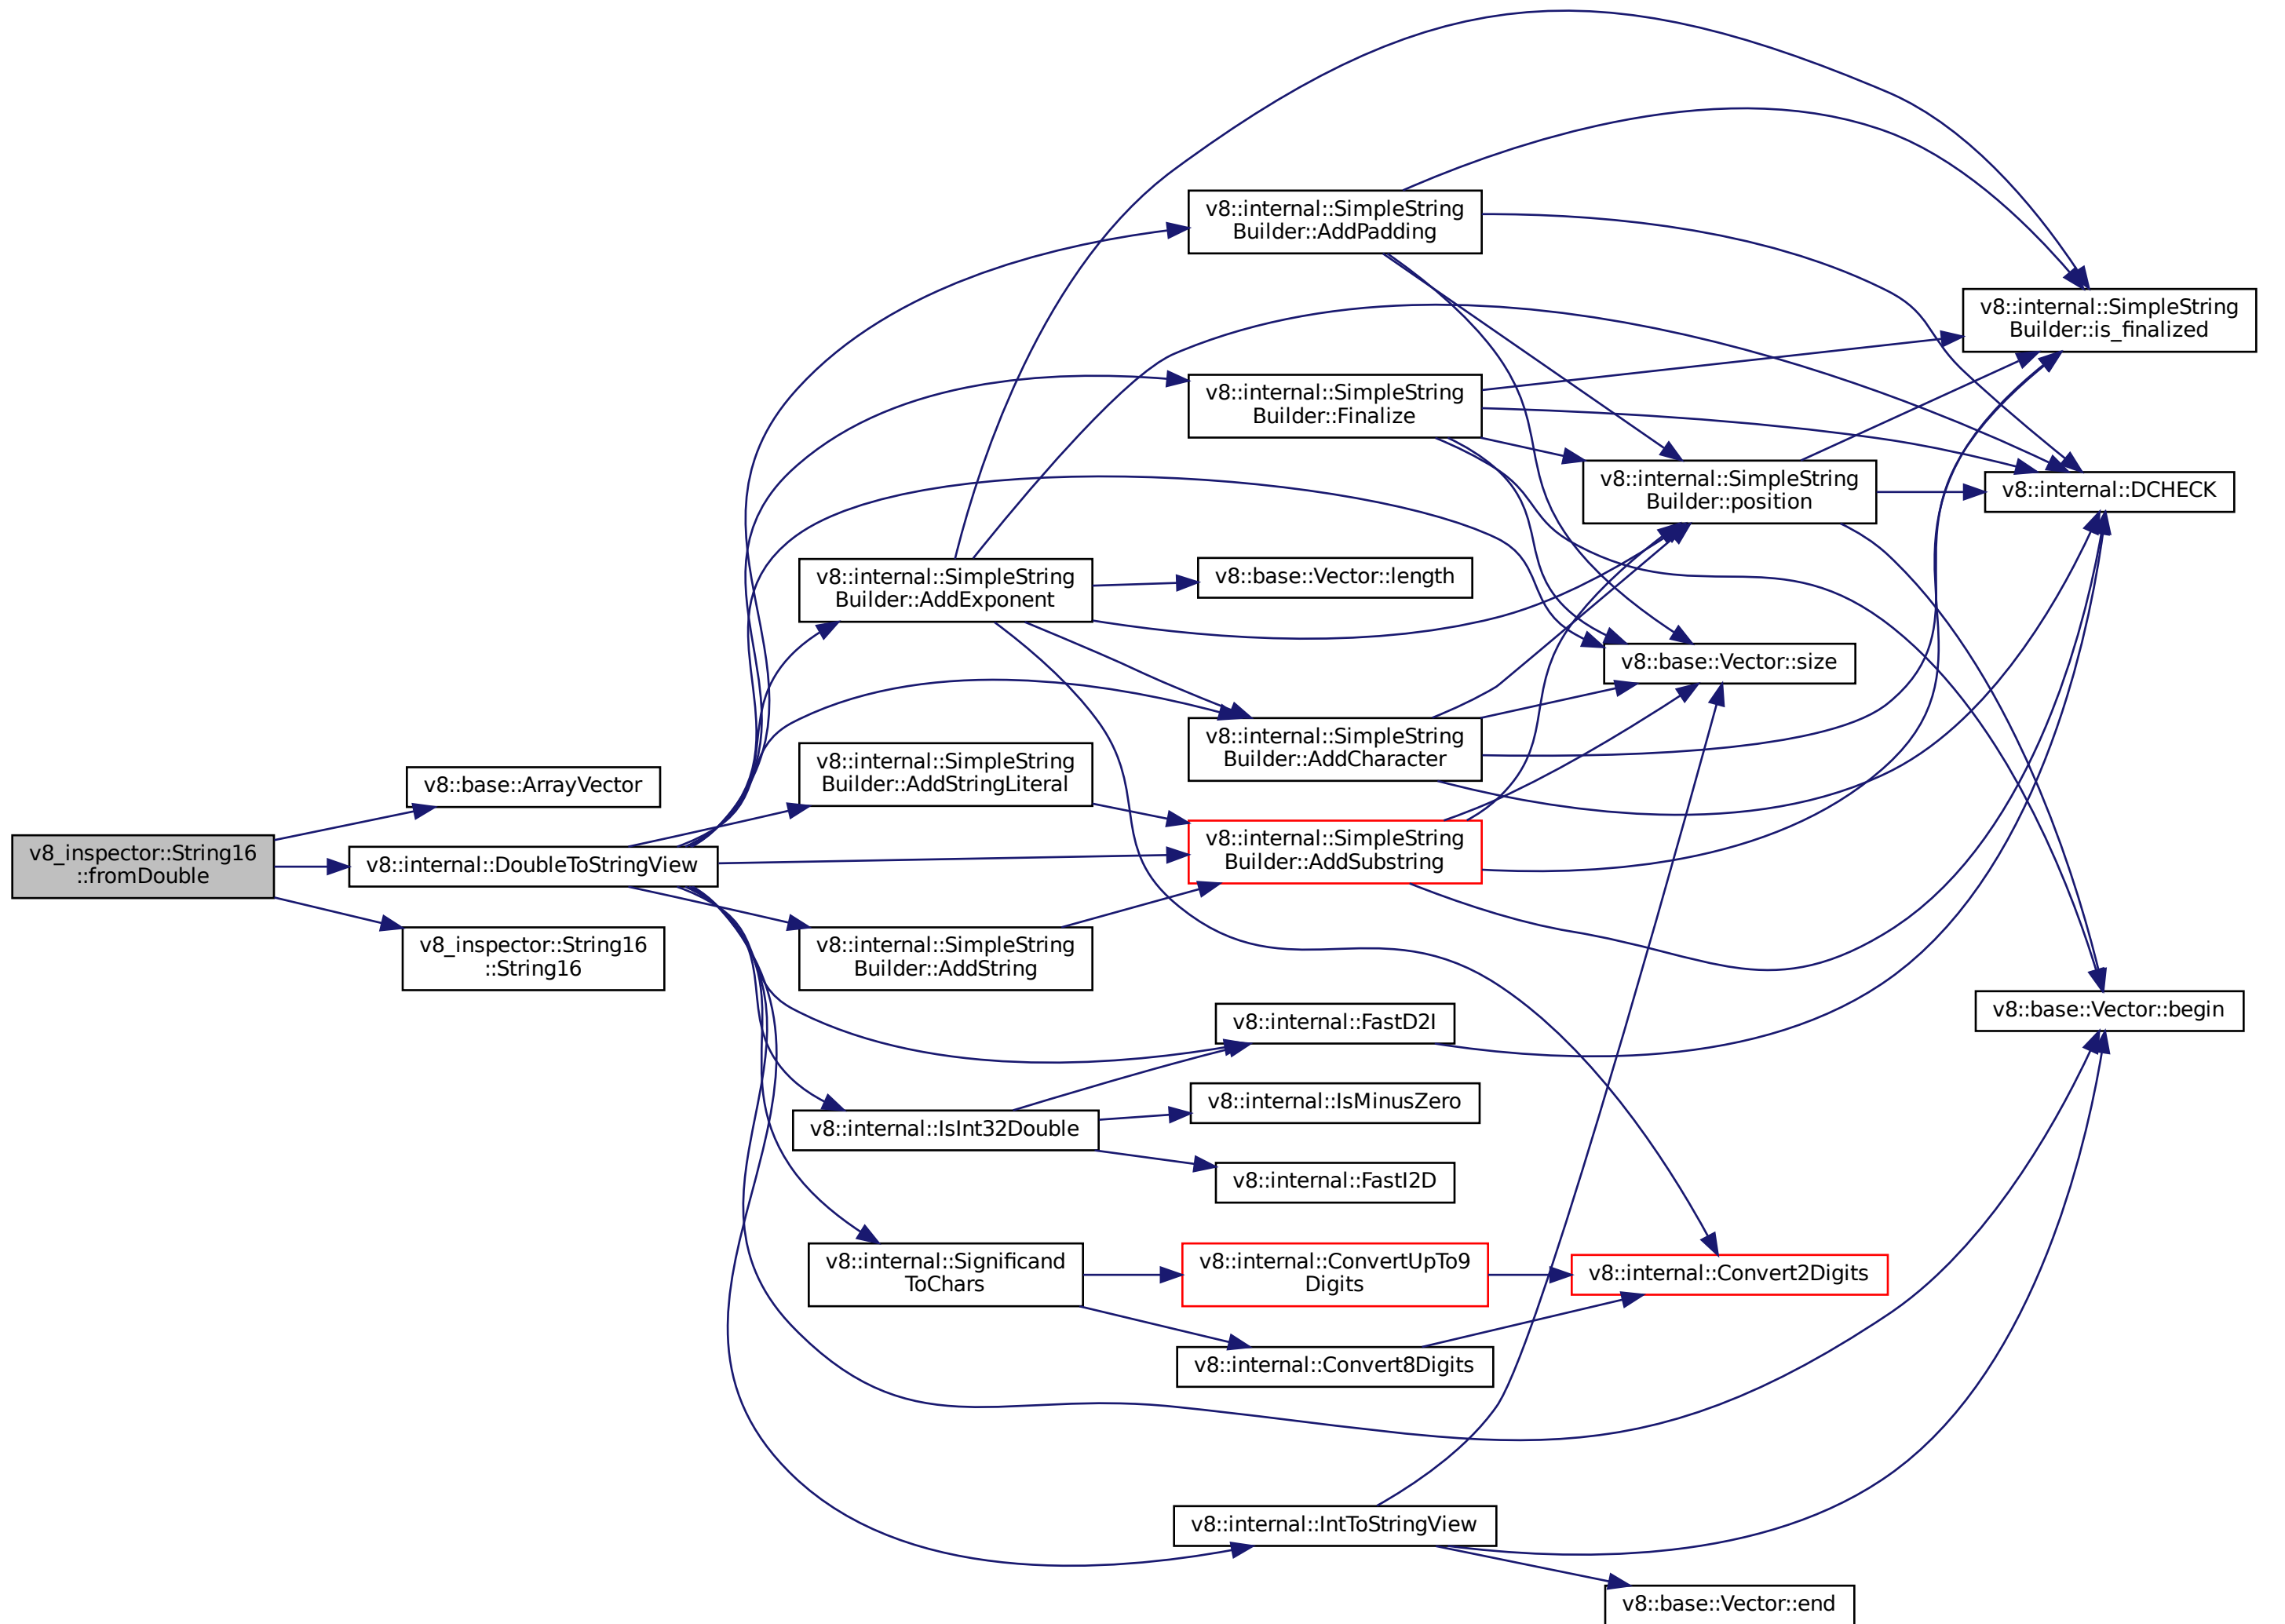 v8::internal::SimpleString
Builder::AddPadding
v8::internal::SimpleString
Builder::is_finalized
v8::internal::SimpleString
Builder::Finalize
v8::internal::SimpleString
Builder::position
v8::internal::DCHECK
v8::internal::SimpleString
Builder::AddExponent
v8::base::Vector::length
v8::base::Vector::size
v8::internal::SimpleString
Builder::AddCharacter
v8::internal::SimpleString
Builder::AddStringLiteral
v8::base::ArrayVector
v8_inspector::String16
::fromDouble
v8::internal::DoubleToStringView
v8::internal::SimpleString
Builder::AddSubstring
v8_inspector::String16
::String16
v8::internal::SimpleString
Builder::AddString
v8::internal::FastD2I
v8::base::Vector::begin
v8::internal::IsMinusZero
v8::internal::IsInt32Double
v8::internal::FastI2D
v8::internal::Significand
ToChars
v8::internal::ConvertUpTo9
Digits
v8::internal::Convert2Digits
v8::internal::Convert8Digits
v8::internal::IntToStringView
v8::base::Vector::end